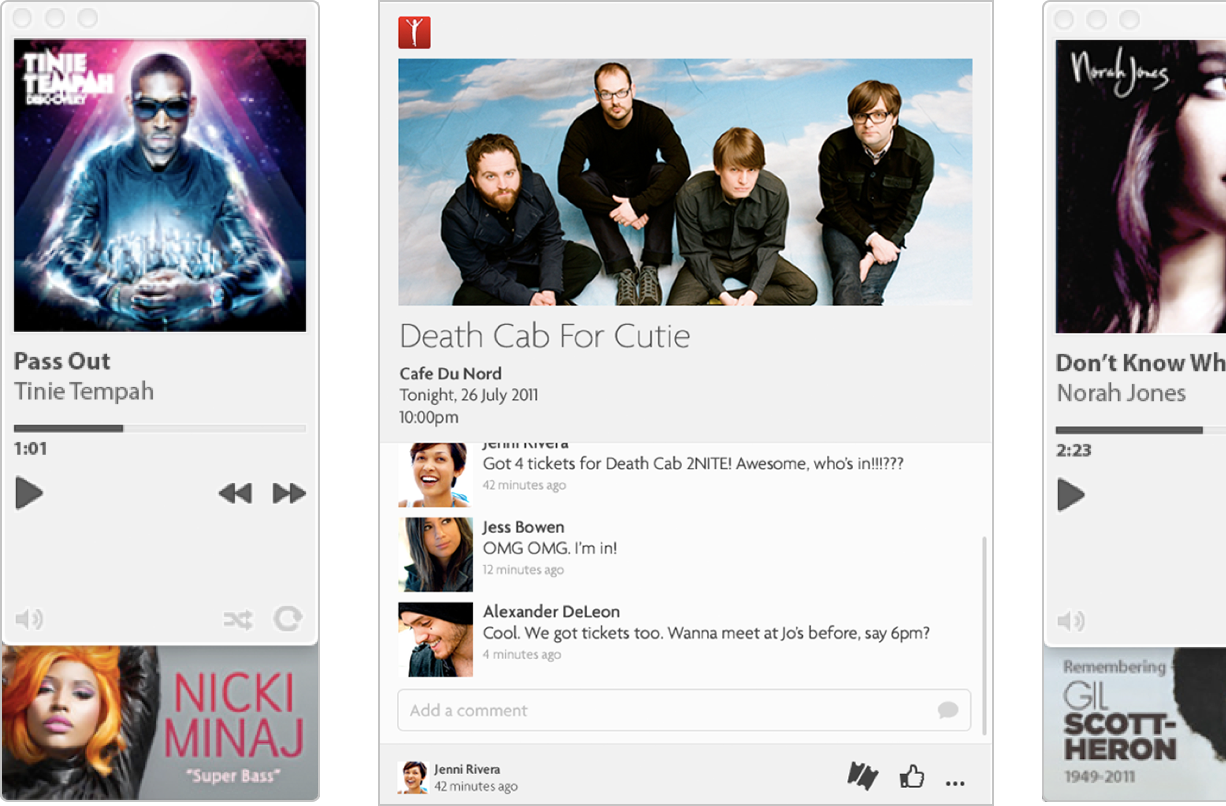 TINIE
TEMPAH
DISC-OVERY
Pass Out
Tinie Tempah
1:01
NICKI
MINAJ
"Super Bass"
Death Cab For Cutie
Cafe Du Nord
Tonight, 26 July 2011
10:00pm
Jenni Rivera
Got 4 tickets for Death Cab 2NITE! Awesome, who's in!!!???
42 minutes ago
Jess Bowen
OMG OMG. I'm in!
12 minutes ago
Alexander DeLeon
Cool. We got tickets too. Wanna meet at Jo's before, say 6pm?
4 minutes ago
Add a comment
Jenni Rivera
42 minutes ago
Norah Jones
Don't Know Wh
Norah Jones
2:23
Remembering
GIL
SCOTT-
HERON
1949-2011